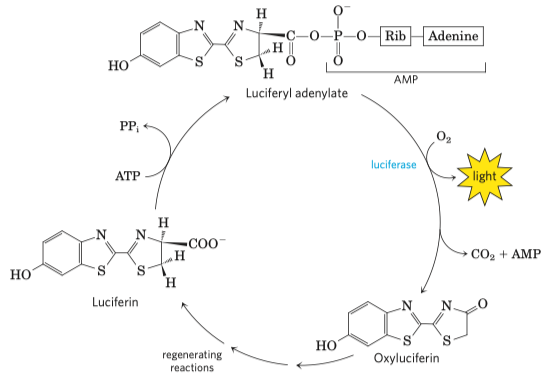 H
O⁻
N
N
C—O—P—O—Rib—Adenine
H
S
S
O
O
HO
H
AMP
Luciferyl adenylate
PPᵢ
O₂
luciferase
light
ATP
H
N
N
COO⁻
H
CO₂ + AMP
S
S
HO
H
Luciferin
N
N
O
HO
S
S
regenerating
reactions
Oxyluciferin